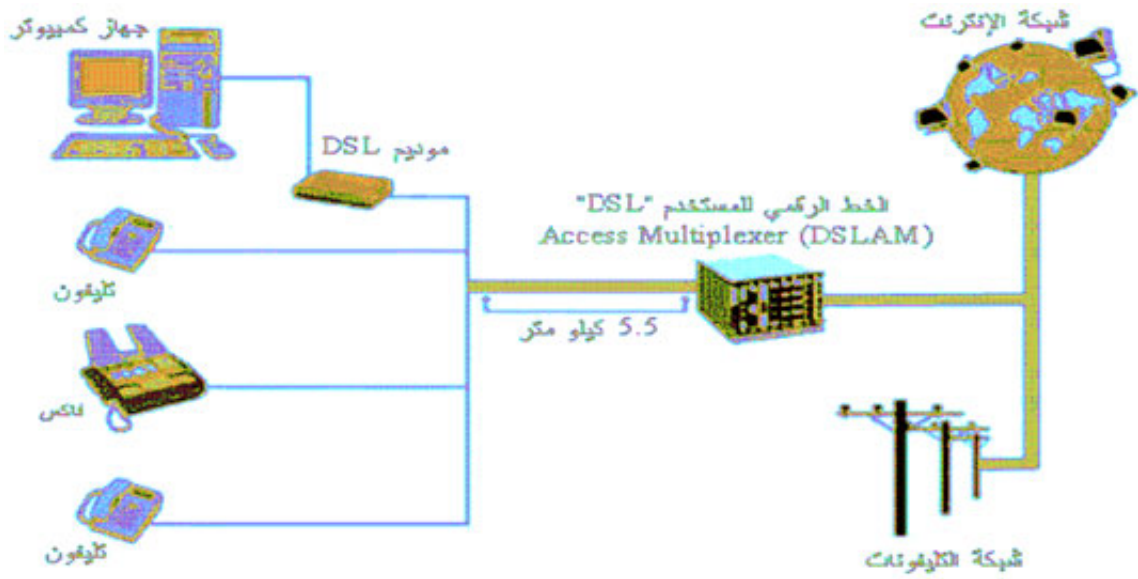 جهاز كمبيوتر
شبكة الإنترنت
موديم DSL
الخط الرقمي للمستخدم "DSL"
Access Multiplexer (DSLAM)
تليفون
5.5 كيلو متر
فاكس
تليفون
شبكة التليفونات